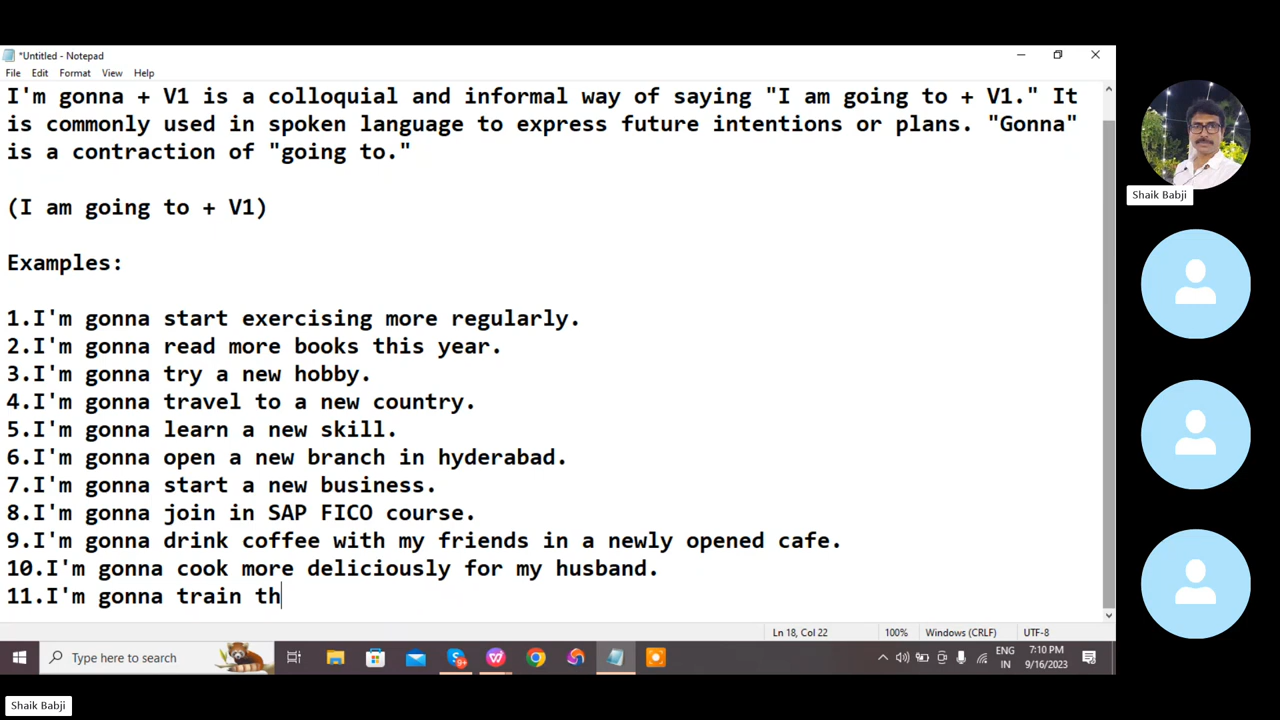 *Untitled - Notepad
File Edit Format View Help
I'm gonna + V1 is a colloquial and informal way of saying "I am going to + V1." It
is commonly used in spoken language to express future intentions or plans. "Gonna"
is a contraction of "going to."
(I am going to + V1)
Examples:
1.I'm gonna start exercising more regularly.
2.I'm gonna read more books this year.
3.I'm gonna try a new hobby.
4.I'm gonna travel to a new country.
5.I'm gonna learn a new skill.
6.I'm gonna open a new branch in hyderabad.
7.I'm gonna start a new business.
8.I'm gonna join in SAP FICO course.
9.I'm gonna drink coffee with my friends in a newly opened cafe.
10.I'm gonna cook more deliciously for my husband.
11.I'm gonna train th
Ln 18, Col 22 100% Windows (CRLF) UTF-8
Type here to search
ENG
IN
7:10 PM
9/16/2023
Shaik Babji
Shaik Babji